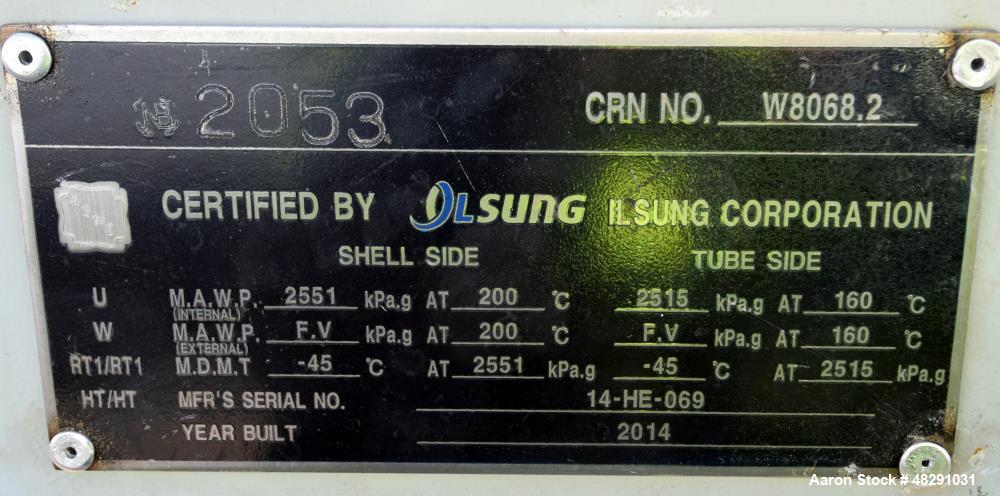 NB 2053 CRN NO. W8068.2
CERTIFIED BY ILSUNG ILSUNG CORPORATION
SHELL SIDE TUBE SIDE
U M.A.W.P. 2551 kPa.g AT 200 °C 2515 kPa.g AT 160 °C
(INTERNAL)
W M.A.W.P. F.V kPa.g AT 200 °C F.V kPa.g AT 160 °C
(EXTERNAL)
RT1/RT1 M.D.M.T -45 °C AT 2551 kPa.g -45 °C AT 2515 kPa.g
HT/HT MFR'S SERIAL NO. 14-HE-069
YEAR BUILT 2014
Aaron Stock # 48291031